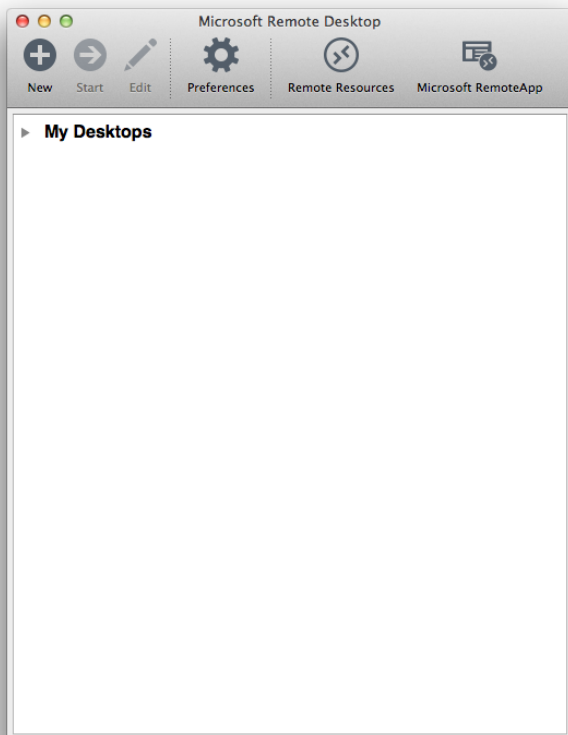 Microsoft Remote Desktop
New Start Edit Preferences Remote Resources Microsoft RemoteApp
My Desktops